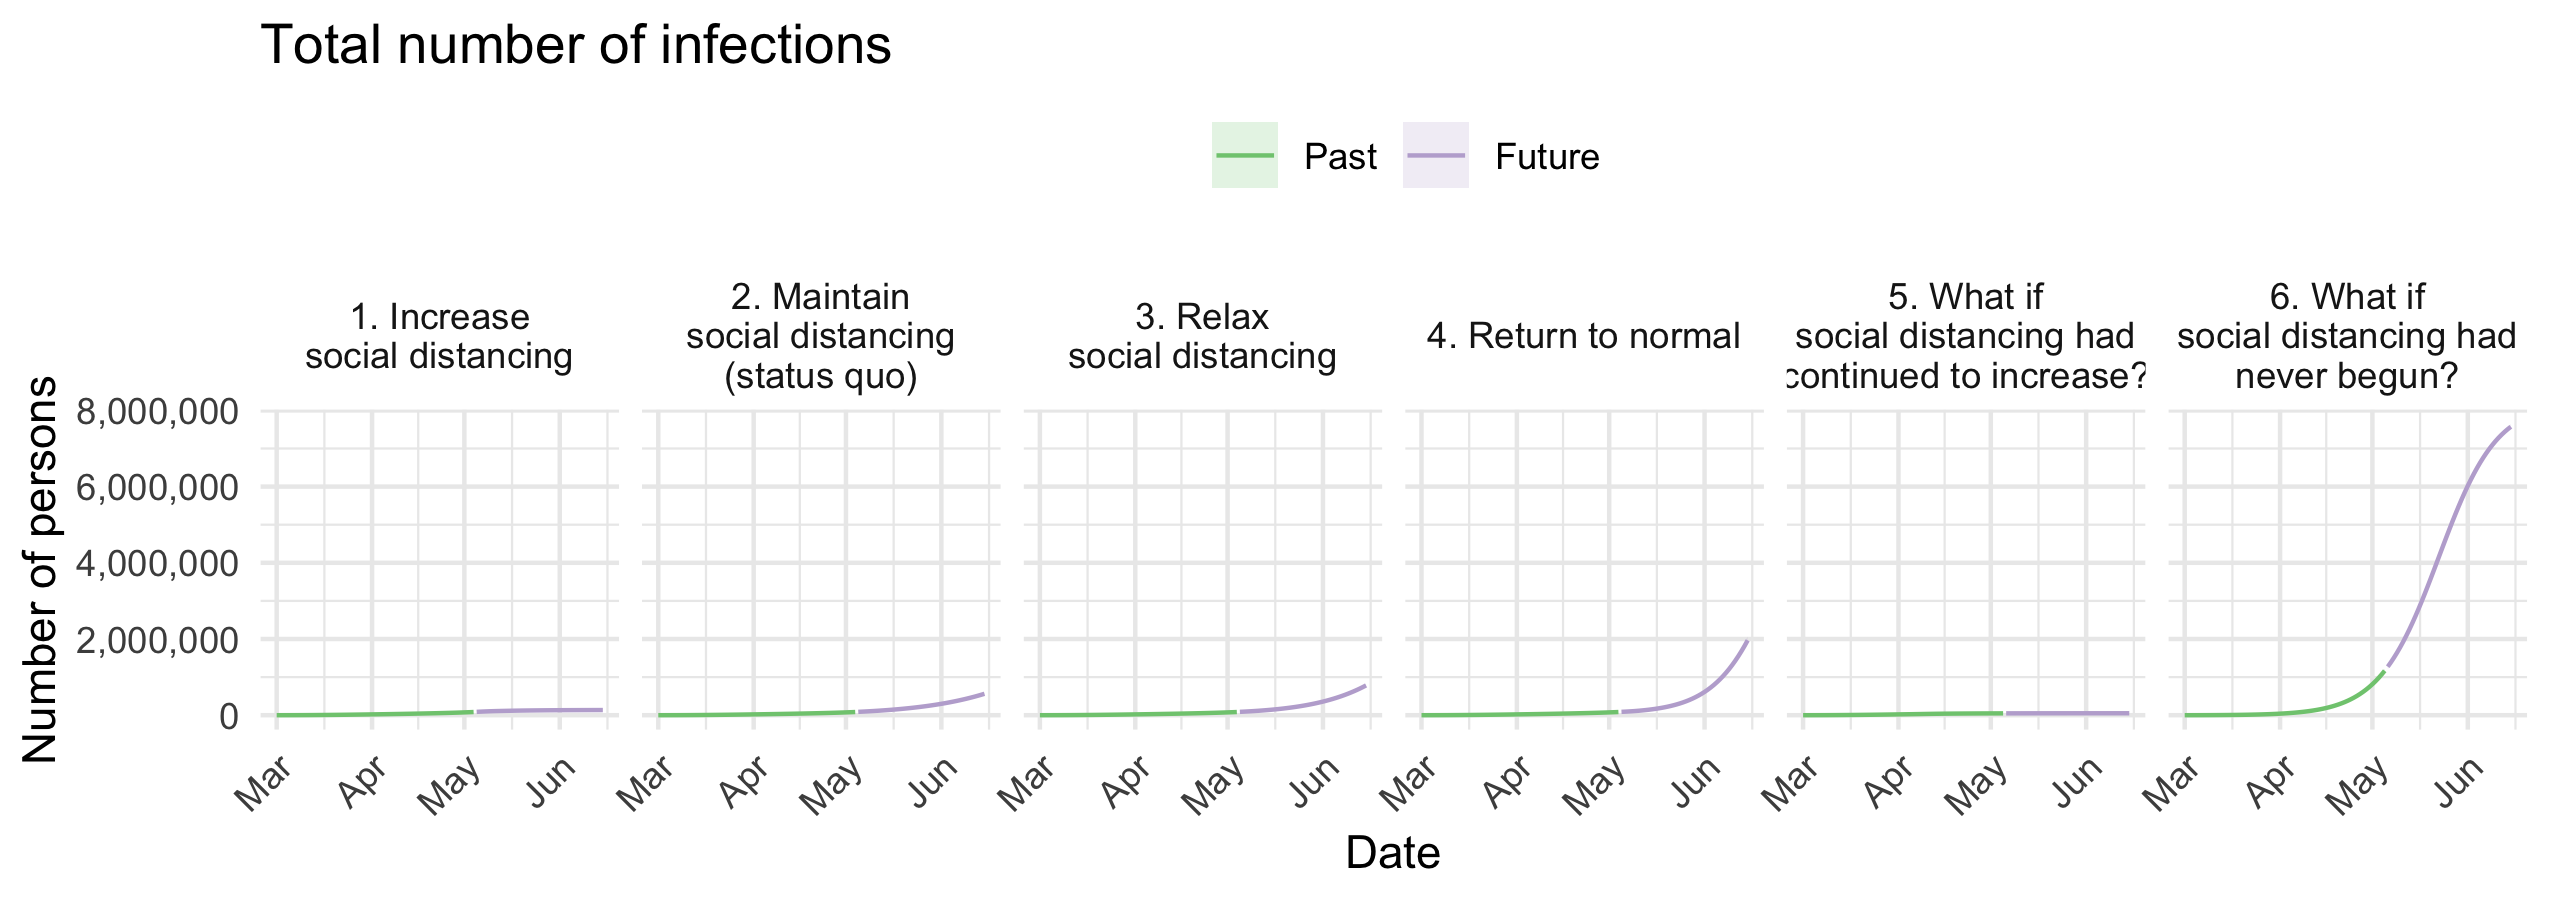 Total number of infections
Past
Future
1. Increase
social distancing
2. Maintain
social distancing
(status quo)
3. Relax
social distancing
4. Return to normal
5. What if
social distancing had
continued to increase?
6. What if
social distancing had
never begun?
Number of persons
8,000,000
6,000,000
4,000,000
2,000,000
0
Mar Apr May Jun
Mar Apr May Jun
Mar Apr May Jun
Mar Apr May Jun
Mar Apr May Jun
Mar Apr May Jun
Date